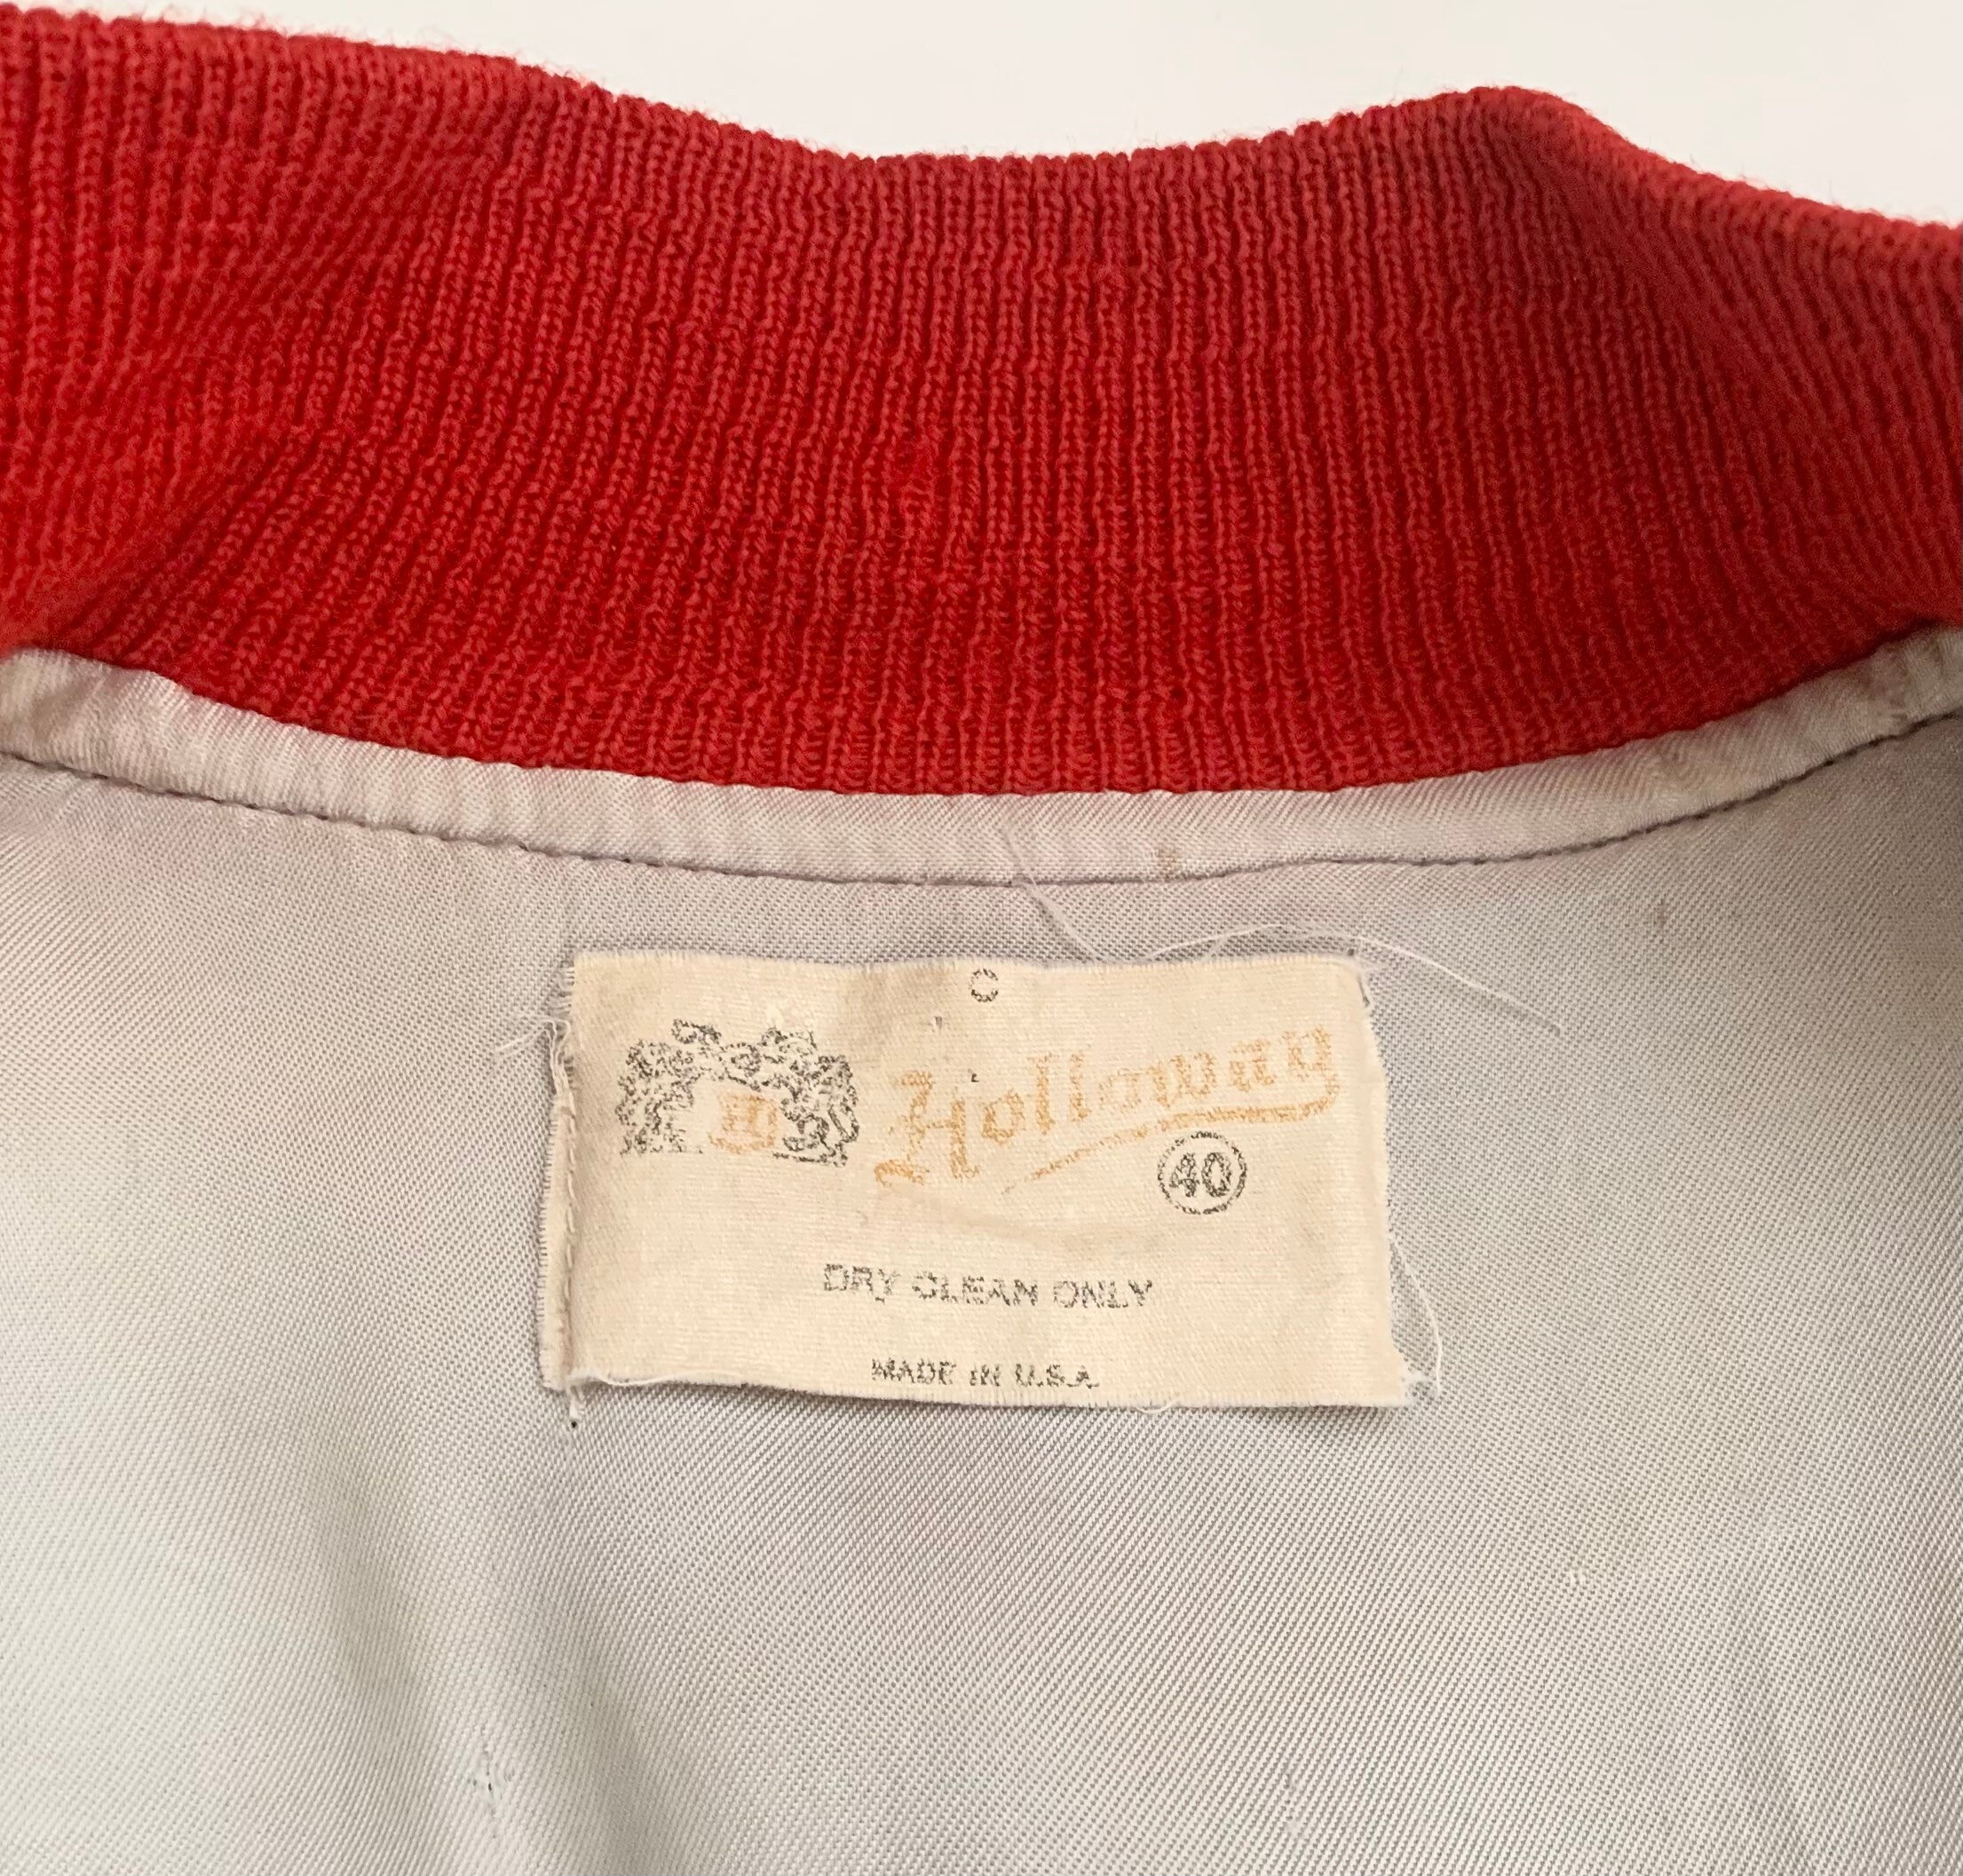 C
Holloway
40
DRY CLEAN ONLY
MADE IN U.S.A.